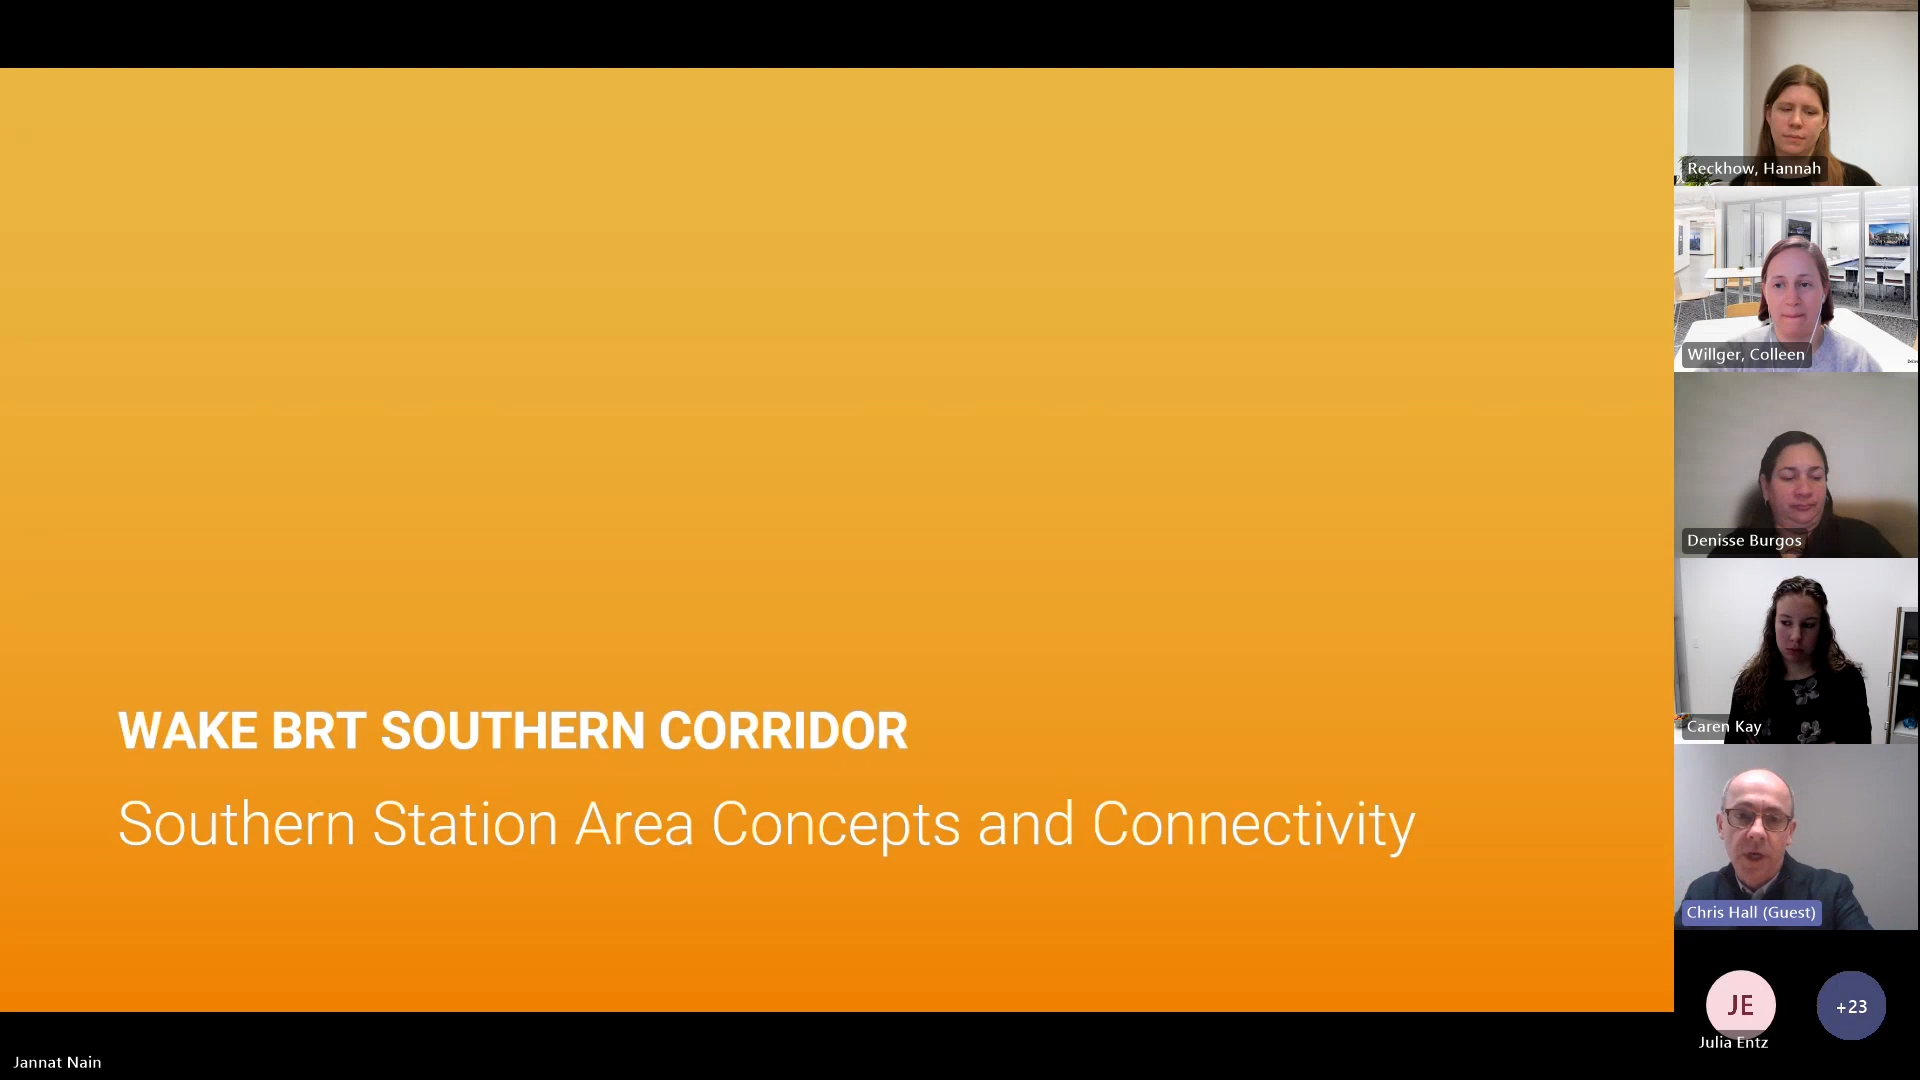 WAKE BRT SOUTHERN CORRIDOR
Southern Station Area Concepts and Connectivity
Reckhow, Hannah
Willger, Colleen
Denisse Burgos
Caren Kay
Chris Hall (Guest)
JE
+23
Julia Entz
Jannat Nain